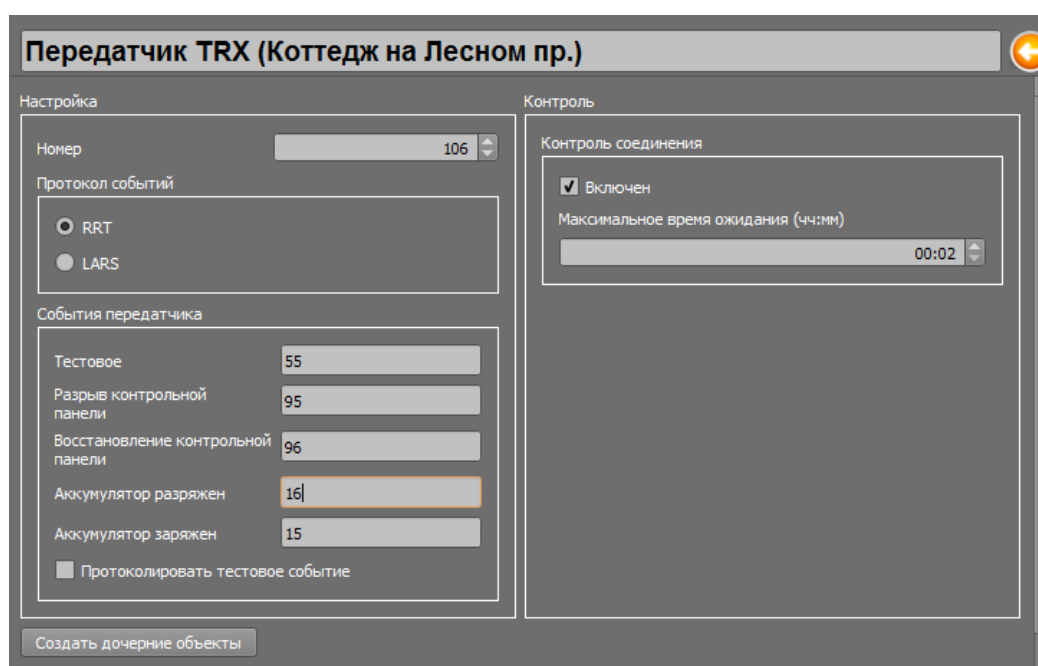 Передатчик TRX (Коттедж на Лесном пр.)
Настройка
Номер
106
Протокол событий
RRT
LARS
События передатчика
Тестовое
55
Разрыв контрольной
панели
95
Восстановление контрольной
панели
96
Аккумулятор разряжен
16
Аккумулятор заряжен
15
Протоколировать тестовое событие
Контроль
Контроль соединения
Включен
Максимальное время ожидания (чч:мм)
00:02
Создать дочерние объекты